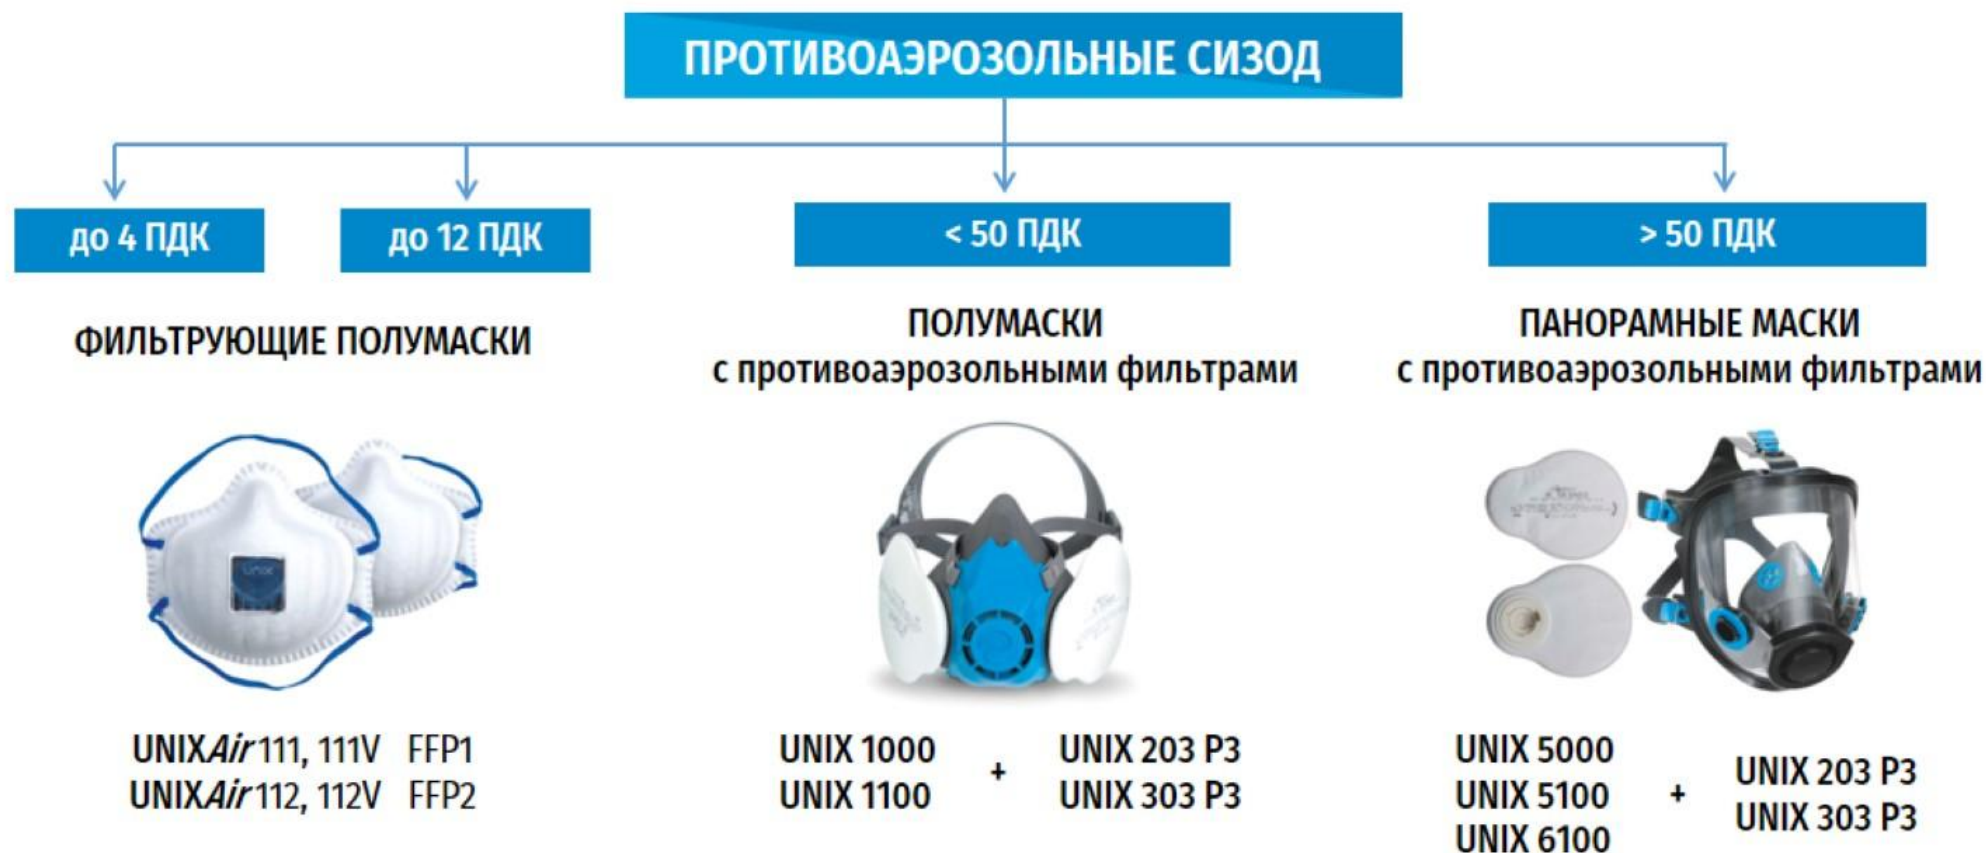 ПРОТИВОАЭРОЗОЛЬНЫЕ СИЗОД
до 4 ПДК
до 12 ПДК
< 50 ПДК
> 50 ПДК
ФИЛЬТРУЮЩИЕ ПОЛУМАСКИ
ПОЛУМАСКИ
с противоаэрозольными фильтрами
ПАНОРАМНЫЕ МАСКИ
с противоаэрозольными фильтрами
UNIX
UNIXAir 111, 111V FFP1
UNIXAir 112, 112V FFP2
UNIX 1000
UNIX 1100
+
UNIX 203 P3
UNIX 303 P3
UNIX 5000
UNIX 5100
UNIX 6100
+
UNIX 203 P3
UNIX 303 P3